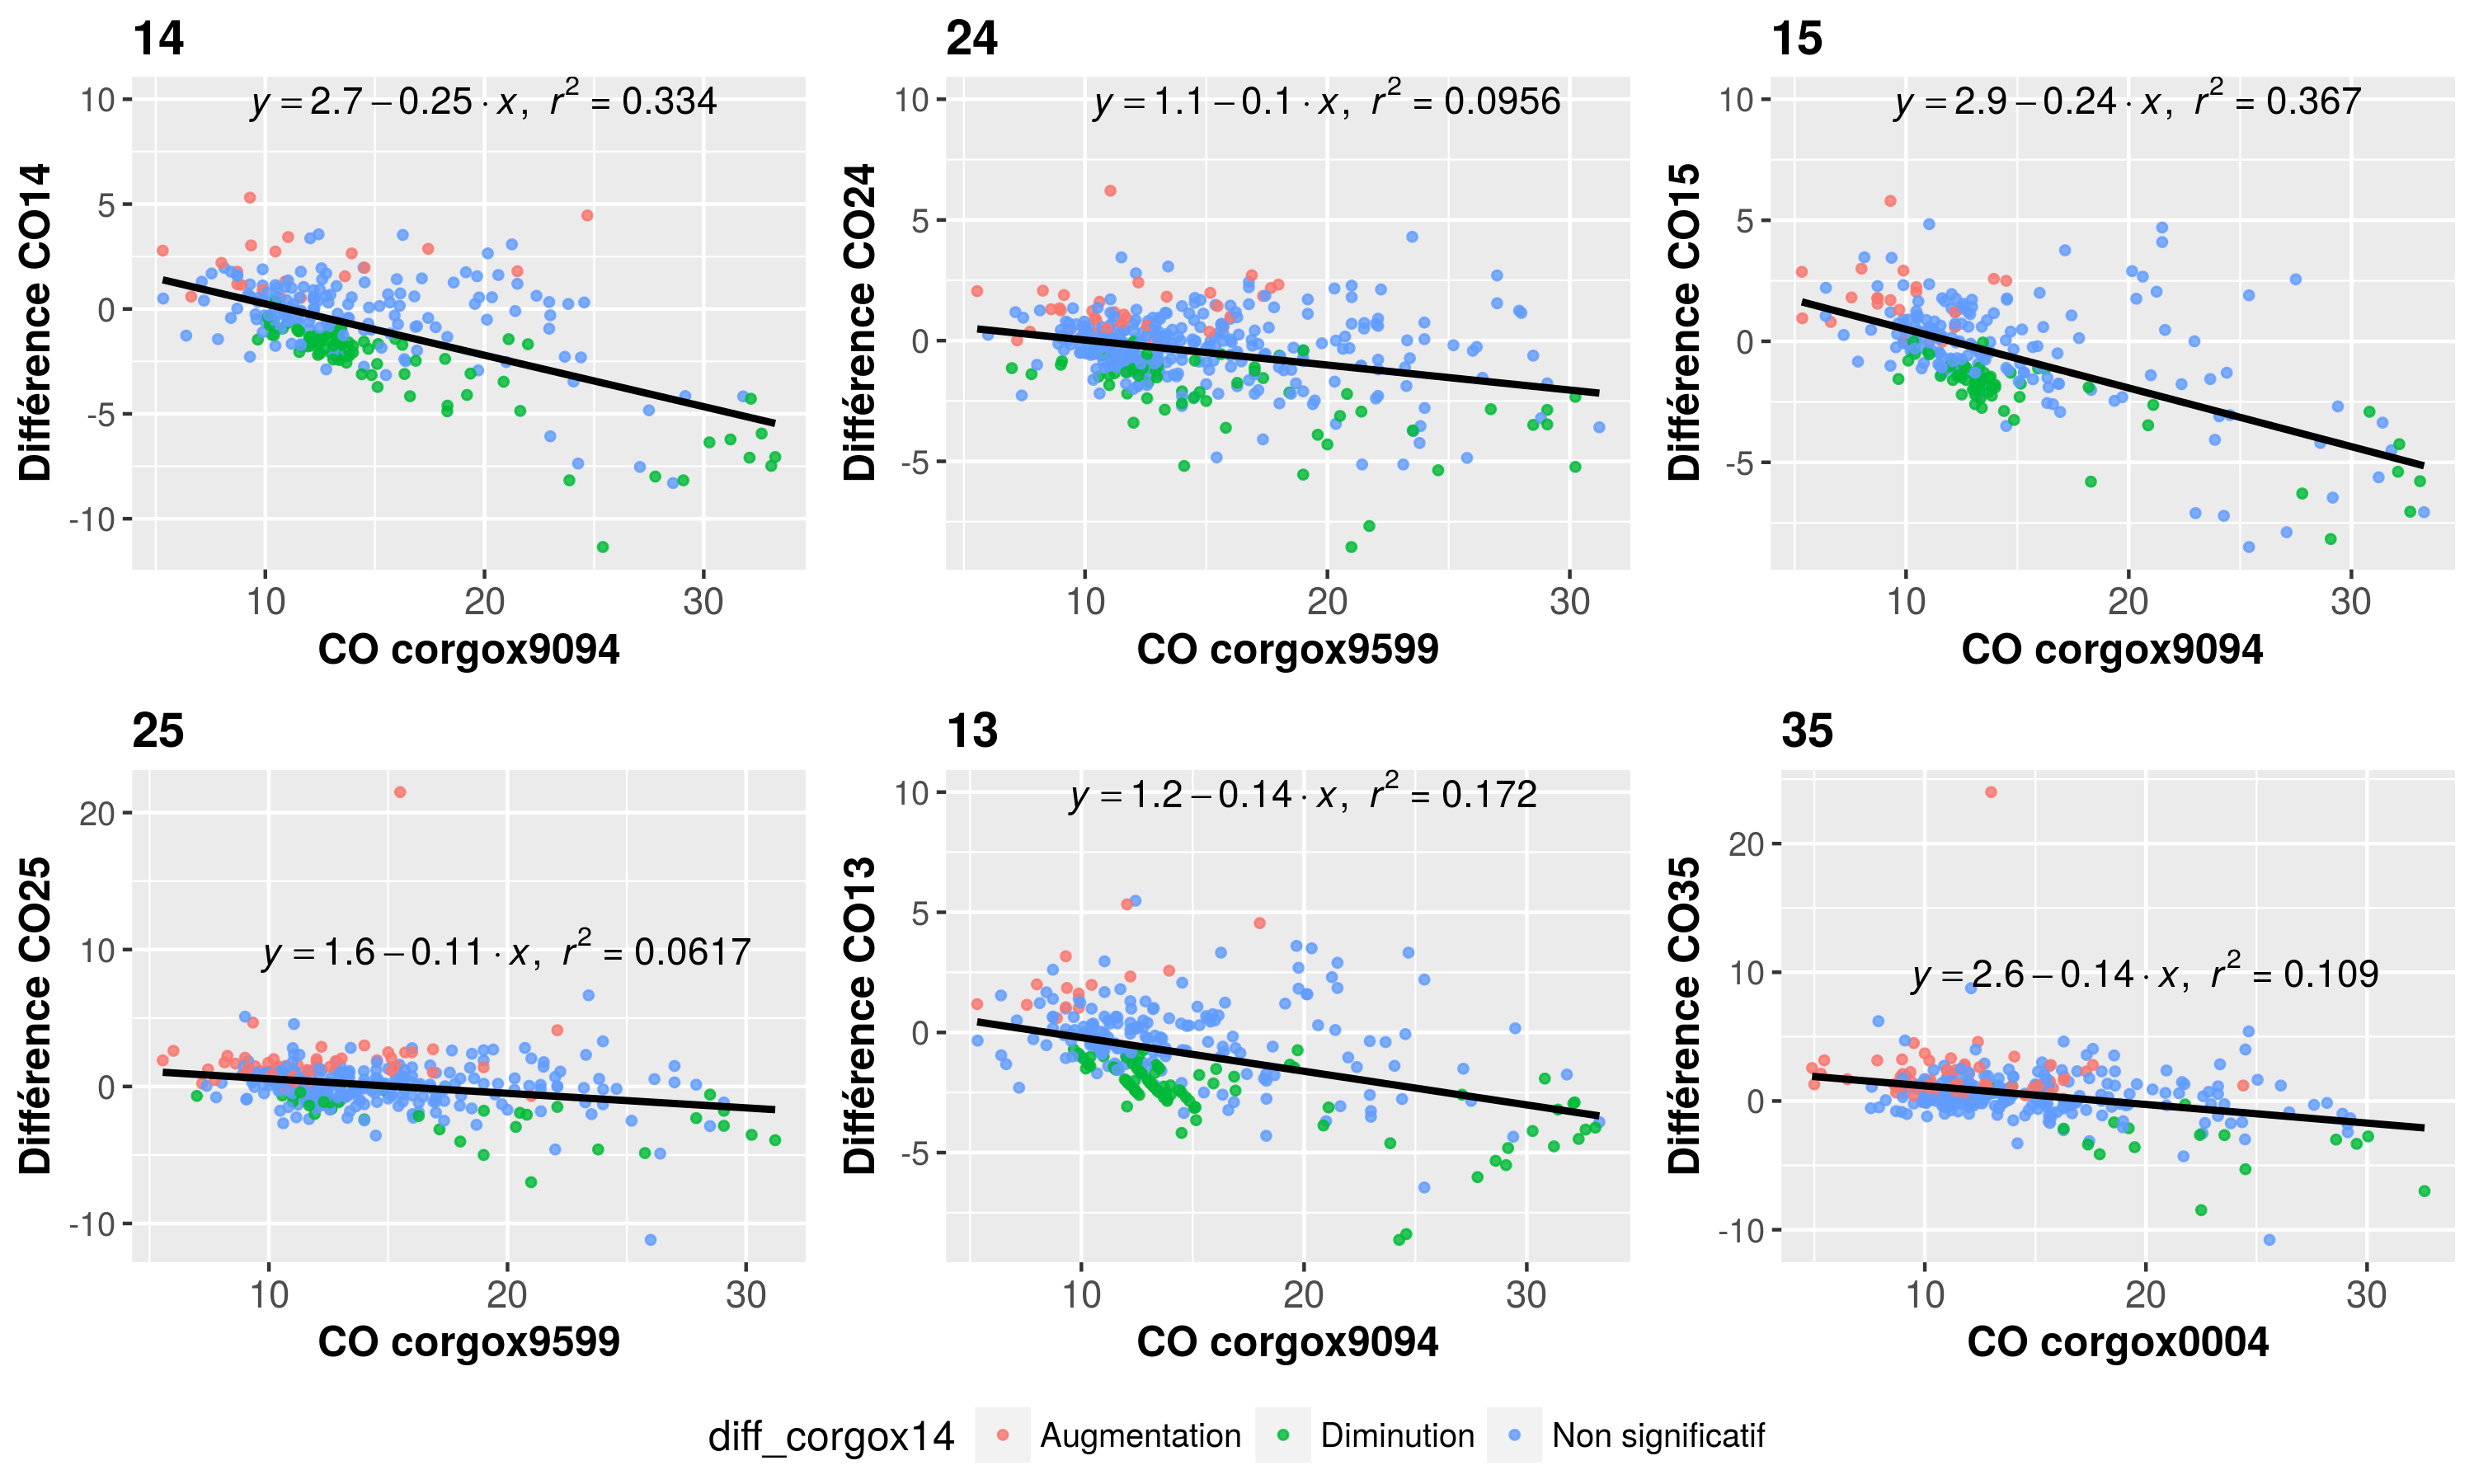 14
y = 2.7 − 0.25 · x, r² = 0.334
Différence CO14
10
5
0
-5
-10
10 20 30
CO corgox9094
24
y = 1.1 − 0.1 · x, r² = 0.0956
Différence CO24
10
5
0
-5
10 20 30
CO corgox9599
15
y = 2.9 − 0.24 · x, r² = 0.367
Différence CO15
10
5
0
-5
10 20 30
CO corgox9094
25
y = 1.6 − 0.11 · x, r² = 0.0617
Différence CO25
20
10
0
-10
10 20 30
CO corgox9599
13
y = 1.2 − 0.14 · x, r² = 0.172
Différence CO13
10
5
0
-5
10 20 30
CO corgox9094
35
y = 2.6 − 0.14 · x, r² = 0.109
Différence CO35
20
10
0
-10
10 20 30
CO corgox0004
diff_corgox14 Augmentation Diminution Non significatif